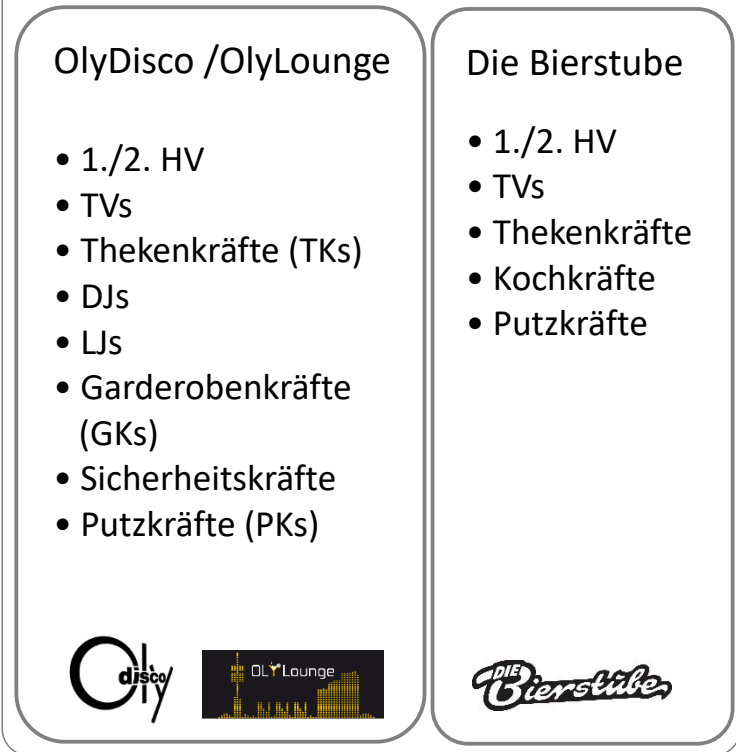 OlyDisco /OlyLounge
• 1./2. HV
• TVs
• Thekenkräfte (TKs)
• DJs
• LJs
• Garderobenkräfte
(GKs)
• Sicherheitskräfte
• Putzkräfte (PKs)
Oly
disco
OLYLounge
Die Bierstube
• 1./2. HV
• TVs
• Thekenkräfte
• Kochkräfte
• Putzkräfte
DIE
Bierstube